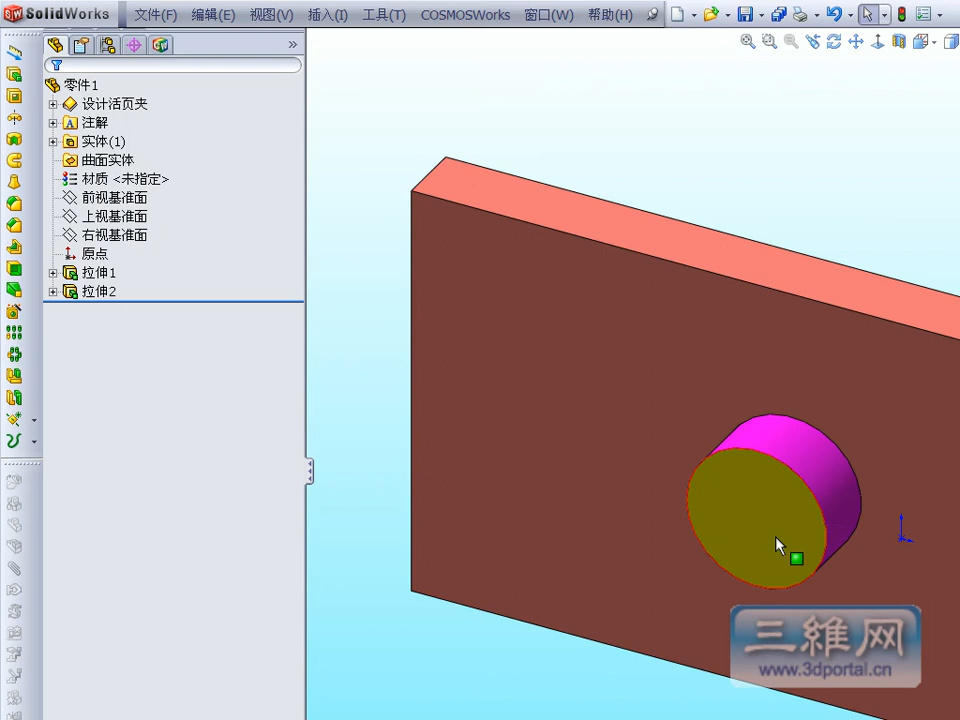 SolidWorks 文件(F) 编辑(E) 视图(V) 插入(I) 工具(T) COSMOSWorks 窗口(W) 帮助(H)
零件1
设计活页夹
A 注解
实体(1)
曲面实体
材质 <未指定>
前视基准面
上视基准面
右视基准面
原点
拉伸1
拉伸2
三維网
www.3dportal.cn